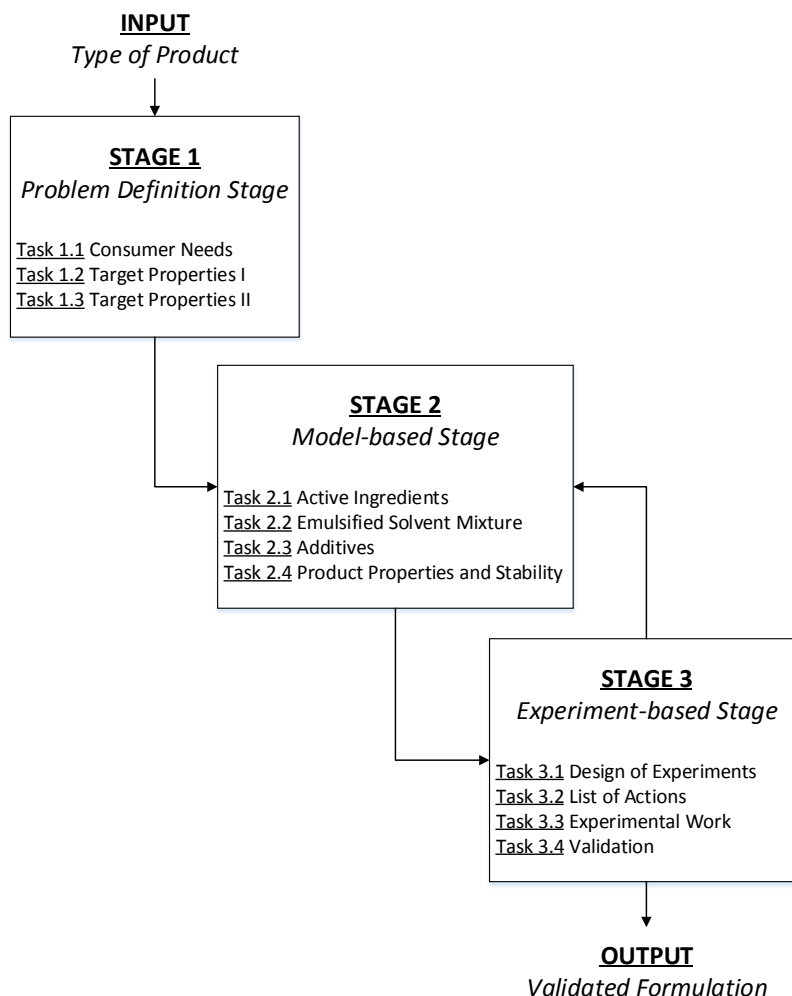 INPUT
Type of Product
STAGE 1
Problem Definition Stage
Task 1.1 Consumer Needs
Task 1.2 Target Properties I
Task 1.3 Target Properties II
STAGE 2
Model-based Stage
Task 2.1 Active Ingredients
Task 2.2 Emulsified Solvent Mixture
Task 2.3 Additives
Task 2.4 Product Properties and Stability
STAGE 3
Experiment-based Stage
Task 3.1 Design of Experiments
Task 3.2 List of Actions
Task 3.3 Experimental Work
Task 3.4 Validation
OUTPUT
Validated Formulation